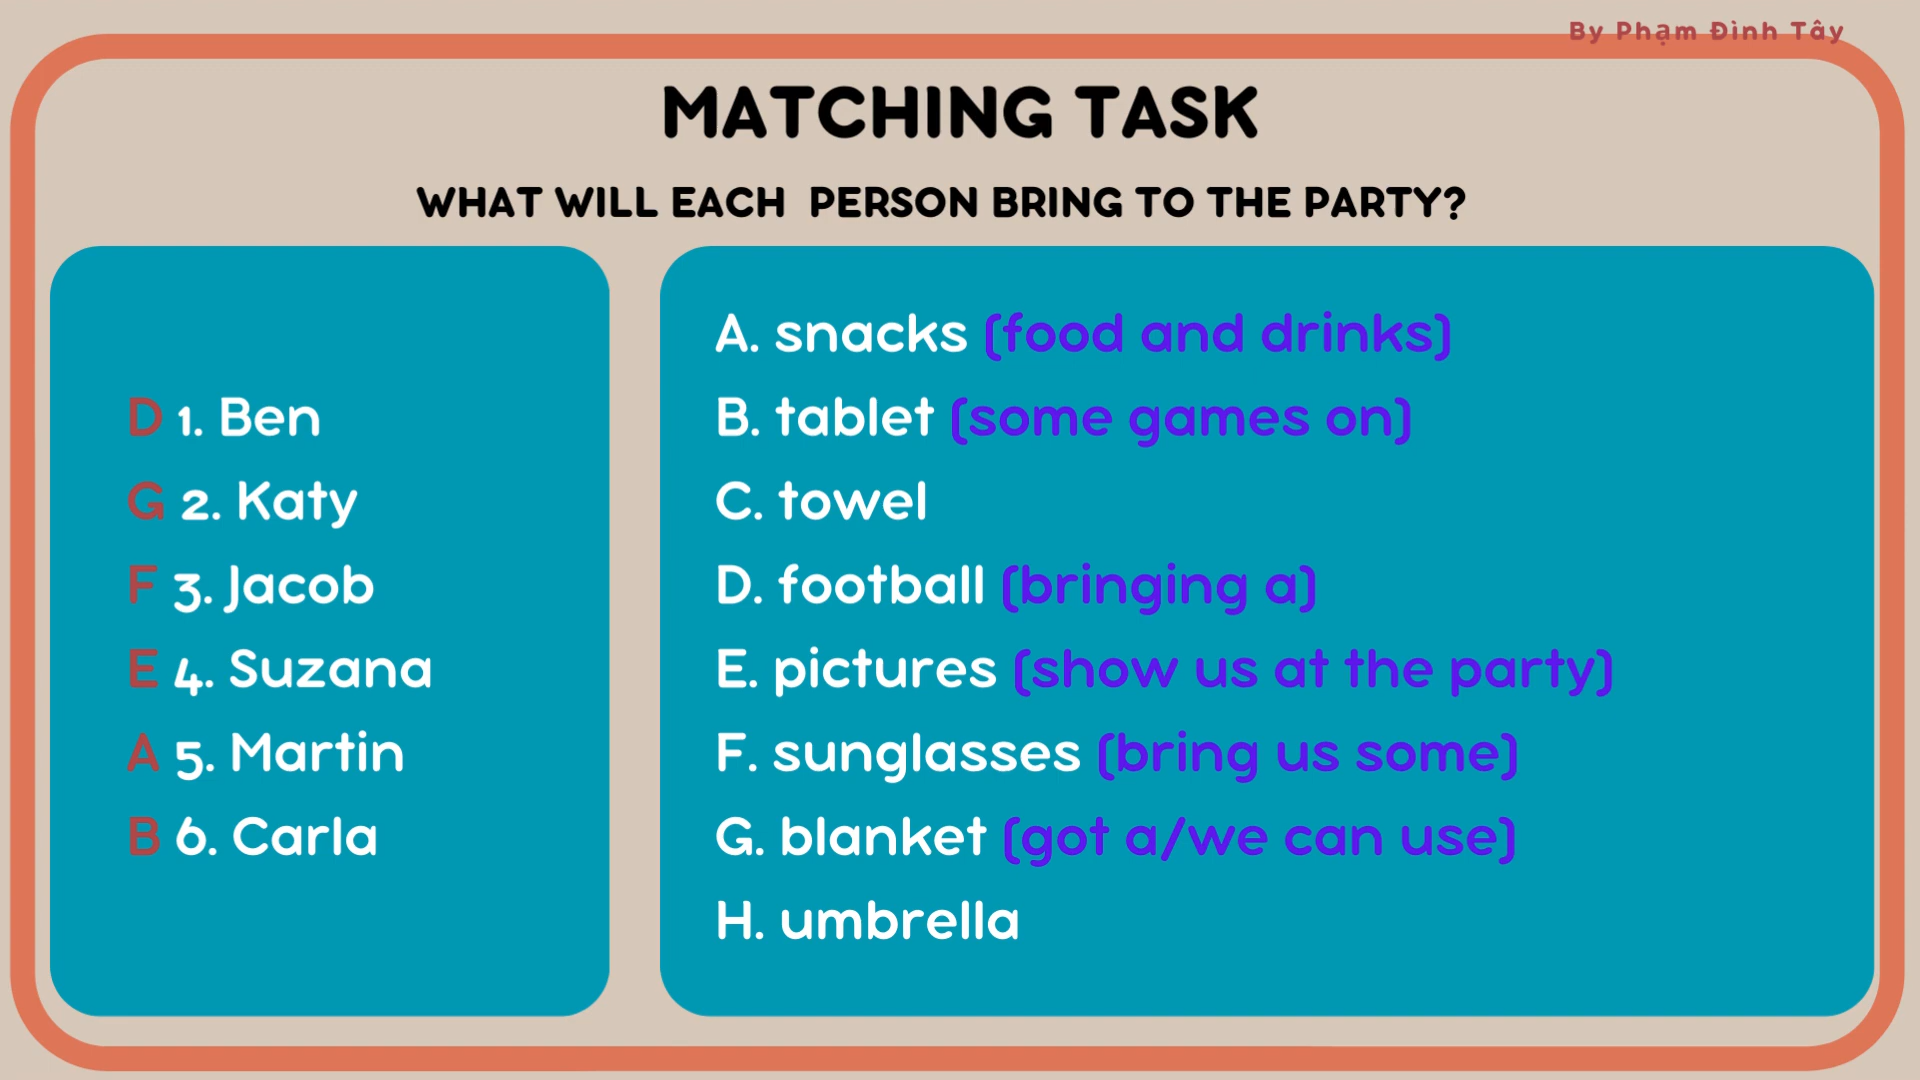 By Phạm Đình Tây
MATCHING TASK
WHAT WILL EACH PERSON BRING TO THE PARTY?
D 1. Ben
G 2. Katy
F 3. Jacob
E 4. Suzana
A 5. Martin
B 6. Carla
A. snacks (food and drinks)
B. tablet (some games on)
C. towel
D. football (bringing a)
E. pictures (show us at the party)
F. sunglasses (bring us some)
G. blanket (got a/we can use)
H. umbrella